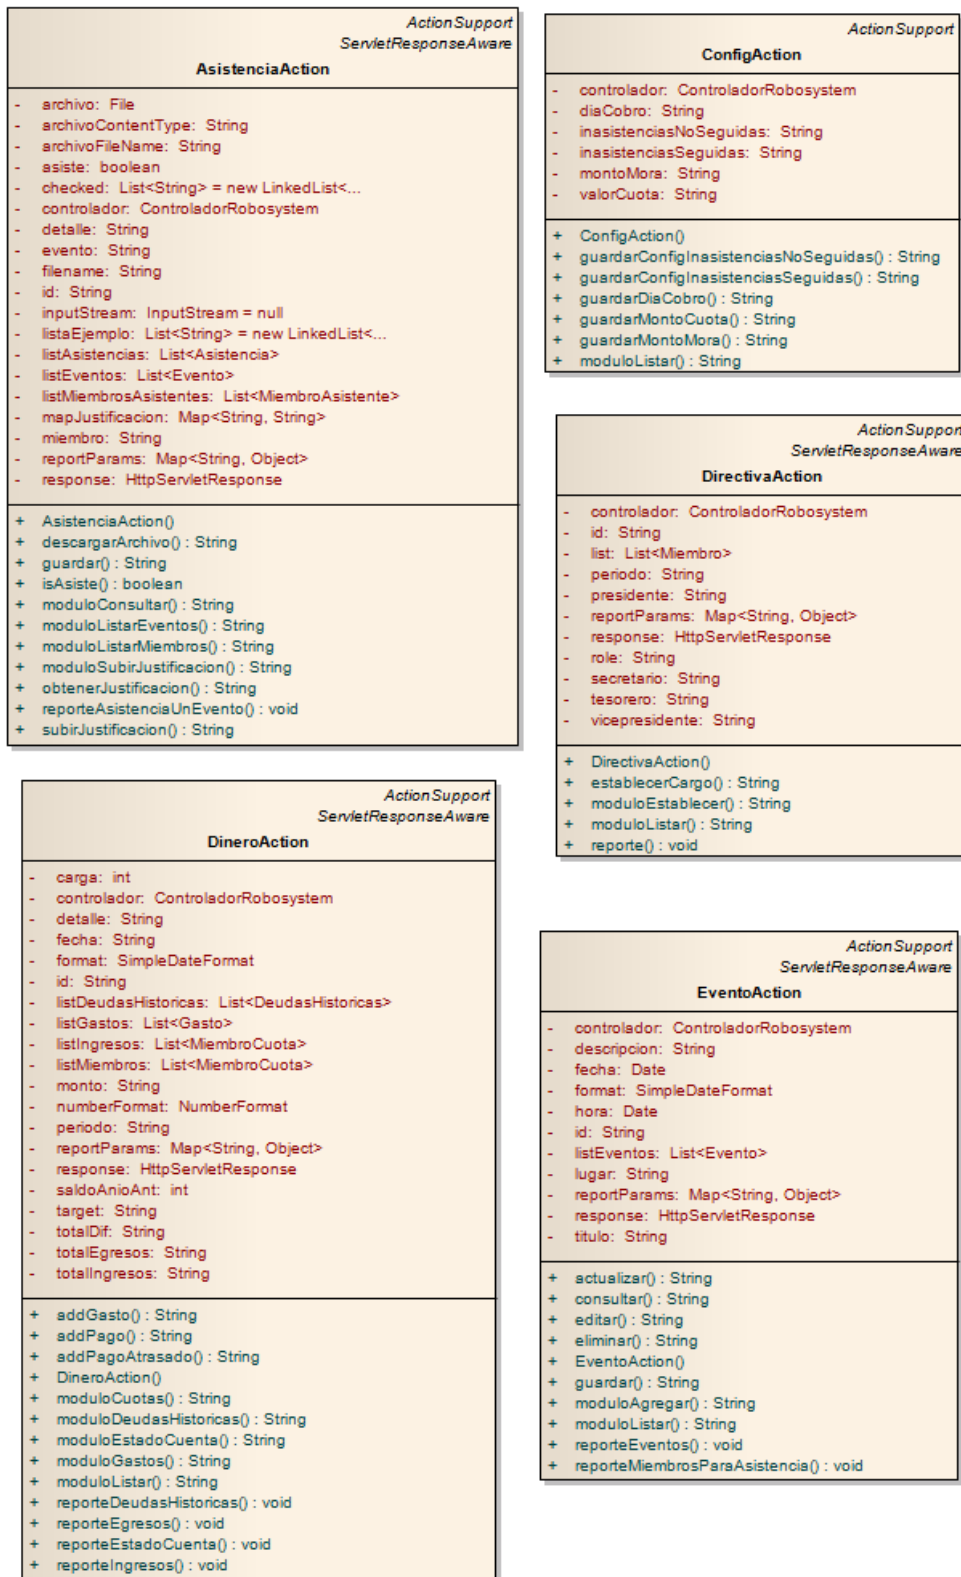 ActionSupport
ServletResponseAware
AsistenciaAction
- archivo: File
- archivoContentType: String
- archivoFileName: String
- asiste: boolean
- checked: List<String> = new LinkedList<...
- controlador: ControladorRobosystem
- detalle: String
- evento: String
- filename: String
- id: String
- inputStream: InputStream = null
- listaEjemplo: List<String> = new LinkedList<...
- listAsistencias: List<Asistencia>
- listEventos: List<Evento>
- listMiembrosAsistentes: List<MiembroAsistente>
- mapJustificacion: Map<String, String>
- miembro: String
- reportParams: Map<String, Object>
- response: HttpServletResponse
+ AsistenciaAction()
+ descargarArchivo() : String
+ guardar() : String
+ isAsiste() : boolean
+ moduloConsultar() : String
+ moduloListarEventos() : String
+ moduloListarMiembros() : String
+ moduloSubirJustificacion() : String
+ obtenerJustificacion() : String
+ reporteAsistenciaUnEvento() : void
+ subirJustificacion() : String
ActionSupport
ConfigAction
- controlador: ControladorRobosystem
- diaCobro: String
- inasistenciasNoSeguidas: String
- inasistenciasSeguidas: String
- montoMora: String
- valorCuota: String
+ ConfigAction()
+ guardarConfigInasistenciasNoSeguidas() : String
+ guardarConfigInasistenciasSeguidas() : String
+ guardarDiaCobro() : String
+ guardarMontoCuota() : String
+ guardarMontoMora() : String
+ moduloListar() : String
ActionSupport
ServletResponseAware
DirectivaAction
- controlador: ControladorRobosystem
- id: String
- list: List<Miembro>
- periodo: String
- presidente: String
- reportParams: Map<String, Object>
- response: HttpServletResponse
- role: String
- secretario: String
- tesorero: String
- vicepresidente: String
+ DirectivaAction()
+ establecerCargo() : String
+ moduloEstablecer() : String
+ moduloListar() : String
+ reporte() : void
ActionSupport
ServletResponseAware
DineroAction
- carga: int
- controlador: ControladorRobosystem
- detalle: String
- fecha: String
- format: SimpleDateFormat
- id: String
- listDeudasHistoricas: List<DeudasHistoricas>
- listGastos: List<Gasto>
- listIngresos: List<MiembroCuota>
- listMiembros: List<MiembroCuota>
- monto: String
- numberFormat: NumberFormat
- periodo: String
- reportParams: Map<String, Object>
- response: HttpServletResponse
- saldoAnioAnt: int
- target: String
- totalDif: String
- totalEgresos: String
- totalIngresos: String
+ addGasto() : String
+ addPago() : String
+ addPagoAtrasado() : String
+ DineroAction()
+ moduloCuotas() : String
+ moduloDeudasHistoricas() : String
+ moduloEstadoCuenta() : String
+ moduloGastos() : String
+ moduloListar() : String
+ reporteDeudasHistoricas() : void
+ reporteEgresos() : void
+ reporteEstadoCuenta() : void
+ reporteIngresos() : void
ActionSupport
ServletResponseAware
EventoAction
- controlador: ControladorRobosystem
- descripcion: String
- fecha: Date
- format: SimpleDateFormat
- hora: Date
- id: String
- listEventos: List<Evento>
- lugar: String
- reportParams: Map<String, Object>
- response: HttpServletResponse
- titulo: String
+ actualizar() : String
+ consultar() : String
+ editar() : String
+ eliminar() : String
+ EventoAction()
+ guardar() : String
+ moduloAgregar() : String
+ moduloListar() : String
+ reporteEventos() : void
+ reporteMiembrosParaAsistencia() : void